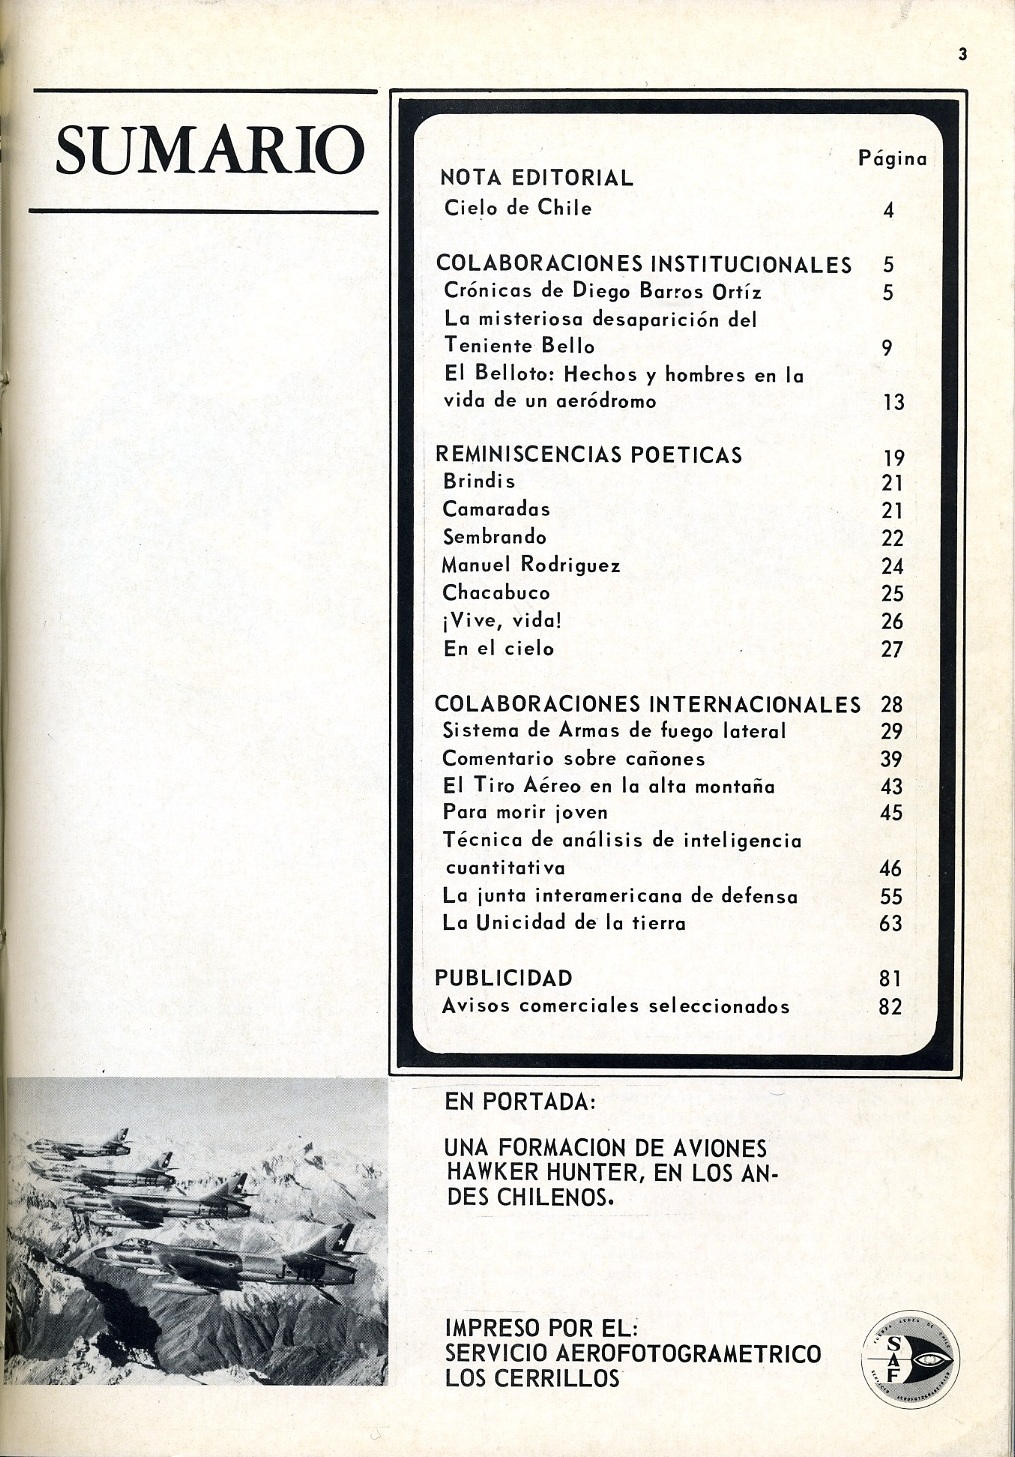 3
SUMARIO
Página
NOTA EDITORIAL
Cielo de Chile 4
COLABORACIONES INSTITUCIONALES 5
Crónicas de Diego Barros Ortíz 5
La misteriosa desaparición del
Teniente Bello 9
El Belloto: Hechos y hombres en la
vida de un aeródromo 13
REMINISCENCIAS POETICAS 19
Brindis 21
Camaradas 21
Sembrando 22
Manuel Rodriguez 24
Chacabuco 25
¡Vive, vida! 26
En el cielo 27
COLABORACIONES INTERNACIONALES 28
Sistema de Armas de fuego lateral 29
Comentario sobre cañones 39
El Tiro Aéreo en la alta montaña 43
Para morir joven 45
Técnica de análisis de inteligencia
cuantitativa 46
La junta interamericana de defensa 55
La Unicidad de la tierra 63
PUBLICIDAD 81
Avisos comerciales seleccionados 82
EN PORTADA:
UNA FORMACION DE AVIONES
HAWKER HUNTER, EN LOS AN-
DES CHILENOS.
IMPRESO POR EL:
SERVICIO AEROFOTOGRAMETRICO
LOS CERRILLOS
SAF